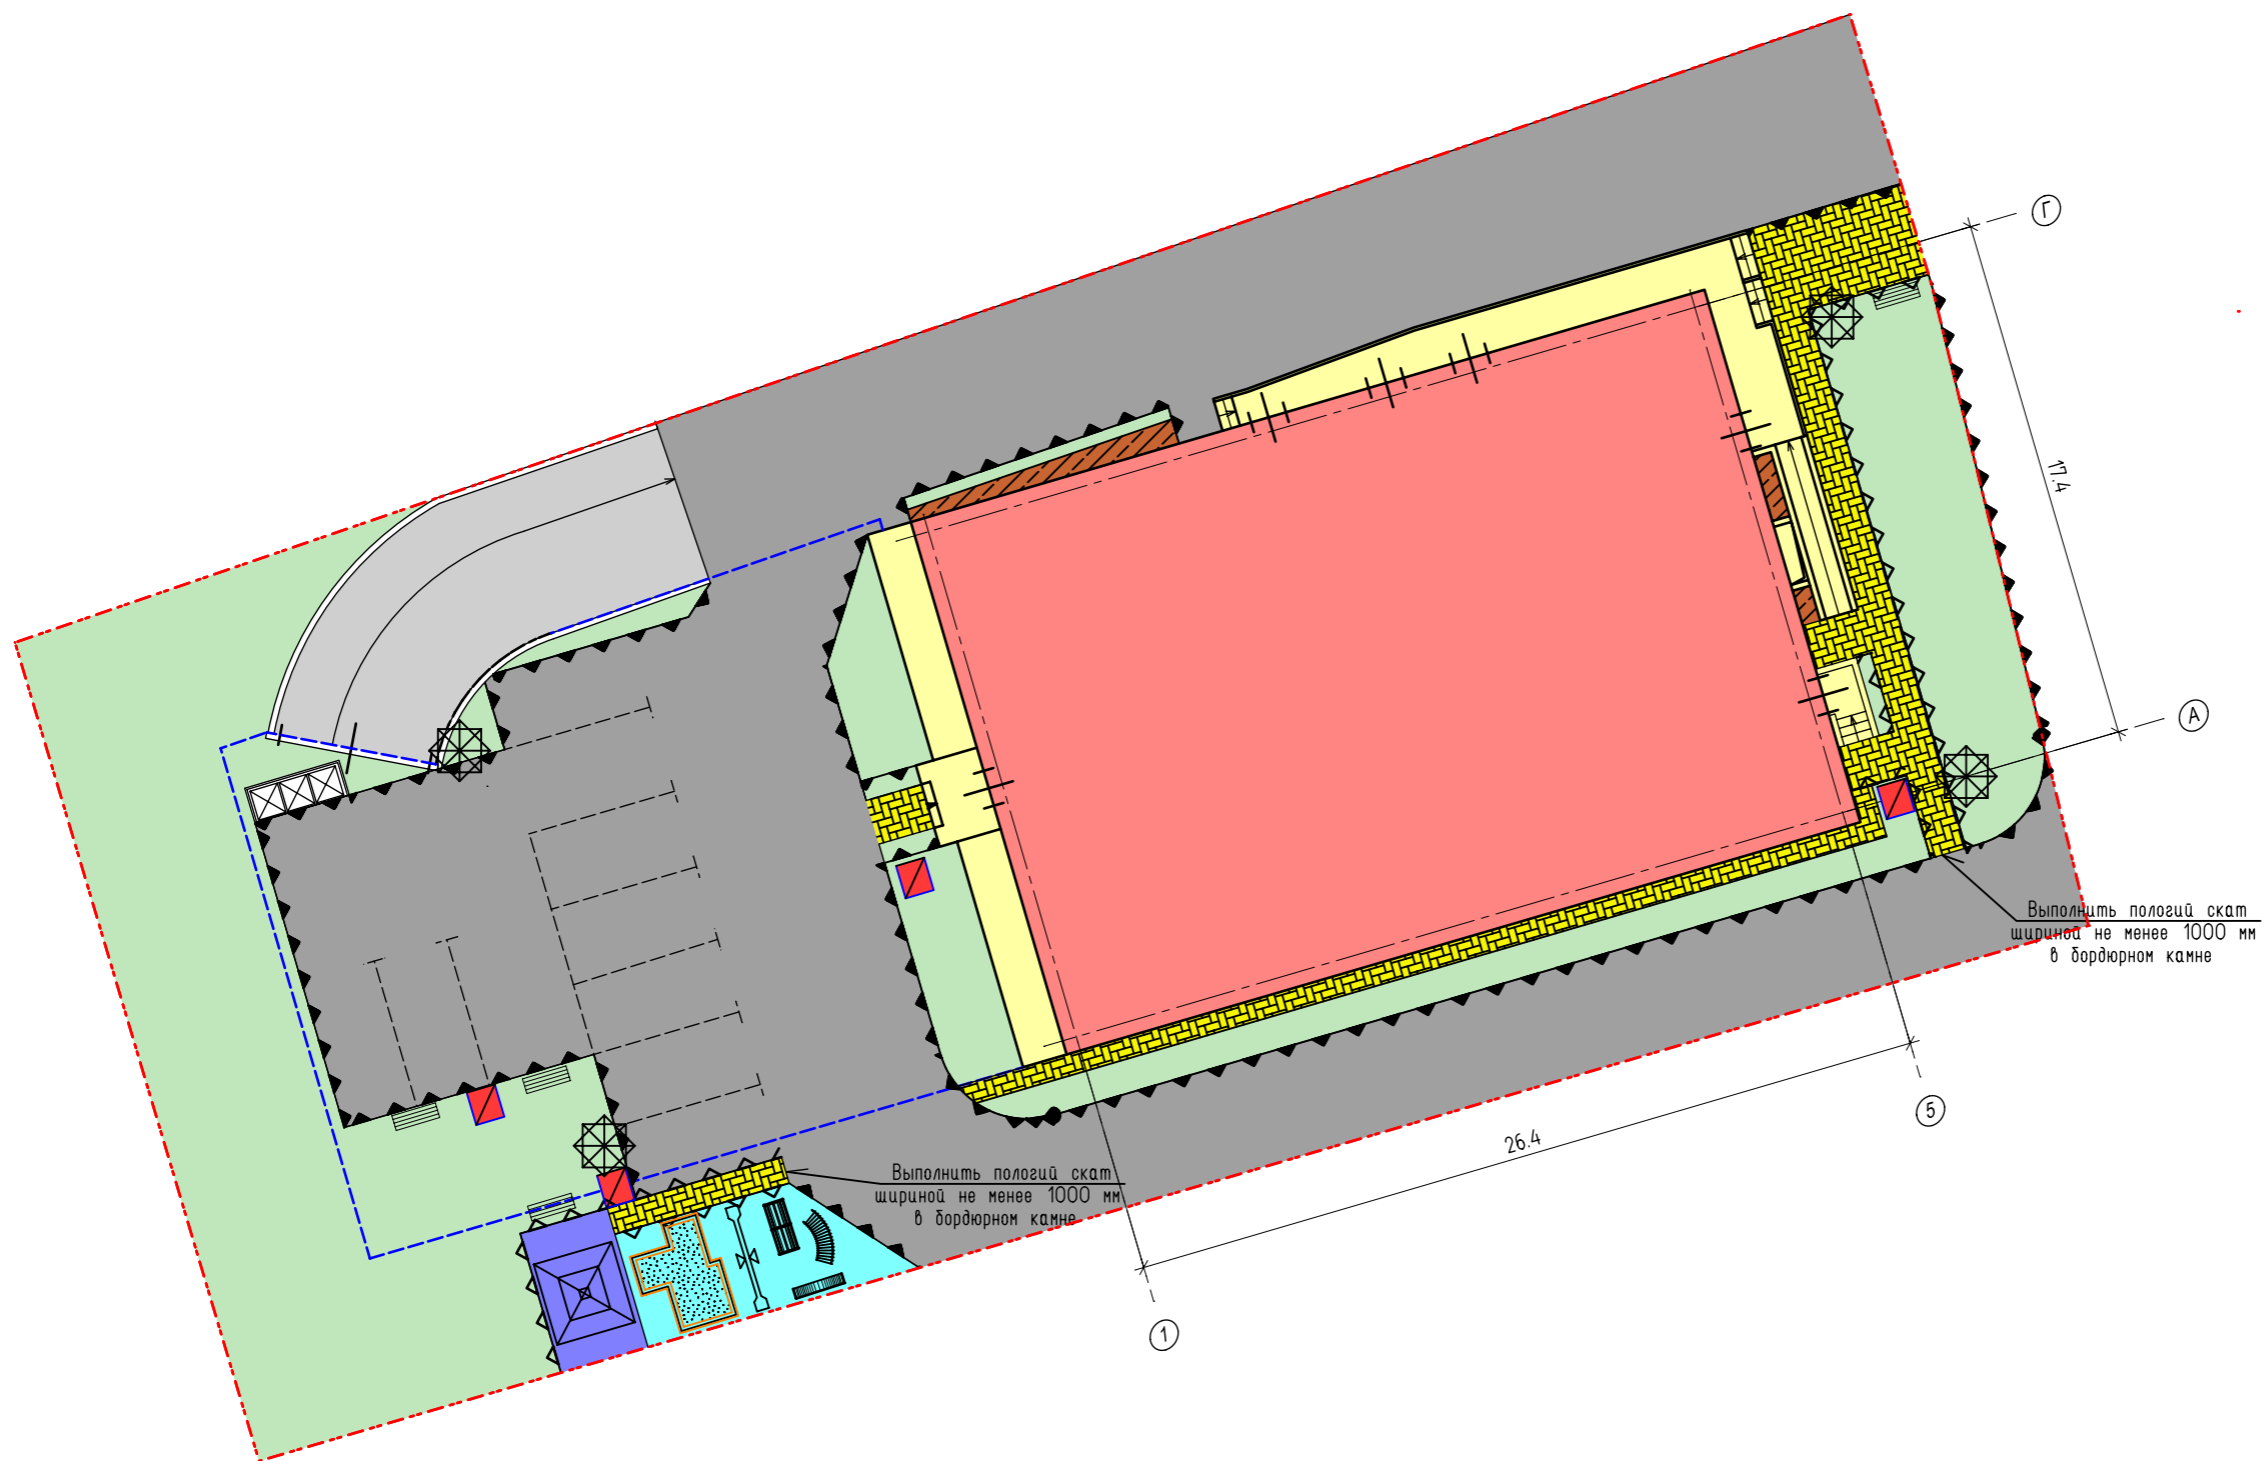 Г
17.4
А
Выполнить пологий скат
шириной не менее 1000 мм
в бордюрном камне
5
26.4
Выполнить пологий скат
шириной не менее 1000 мм
в бордюрном камне
1